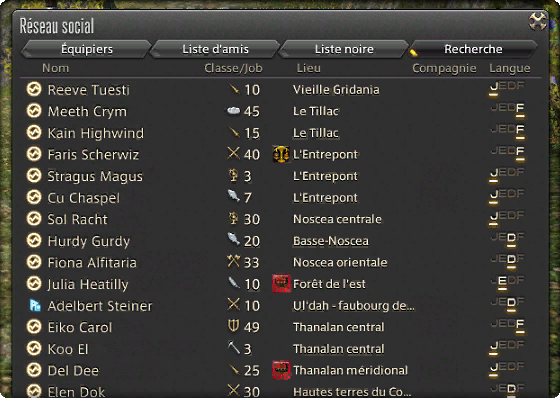 Réseau social
Équipiers Liste d'amis Liste noire Recherche
Nom Classe/Job Lieu Compagnie Langue
Reeve Tuesti 10 Vieille Gridania JEDF
Meeth Crym 45 Le Tillac JEDF
Kain Highwind 15 Le Tillac JEDF
Faris Scherwiz 40 L'Entrepont JEDF
Stragus Magus 3 L'Entrepont JEDF
Cu Chaspel 7 L'Entrepont JEDF
Sol Racht 30 Noscea centrale JEDF
Hurdy Gurdy 20 Basse-Noscea JEDF
Fiona Alfitaria 33 Noscea orientale JEDF
Julia Heatilly 10 Forêt de l'est JEDF
Adelbert Steiner 10 Ul'dah - faubourg de... JEDF
Eiko Carol 49 Thanalan central JEDF
Koo El 3 Thanalan central JEDF
Del Dee 25 Thanalan méridional JEDF
Elen Dok 30 Hautes terres du Co... JEDF